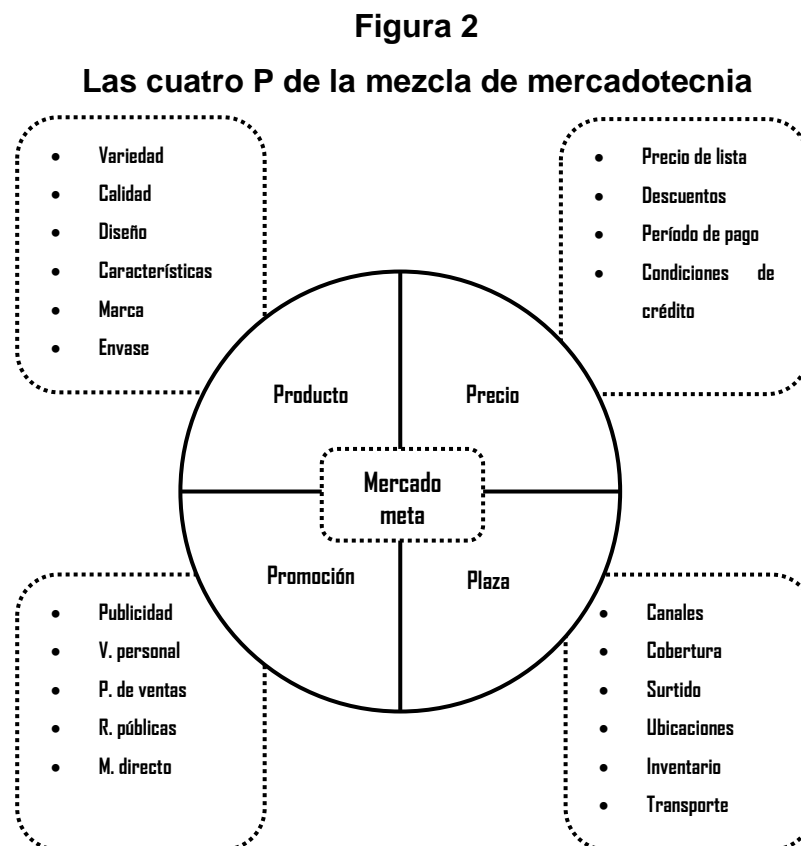 Figura 2
Las cuatro P de la mezcla de mercadotecnia
• Variedad
• Calidad
• Diseño
• Características
• Marca
• Envase
• Precio de lista
• Descuentos
• Período de pago
• Condiciones de
crédito
Producto
Precio
Mercado
meta
Promoción
Plaza
• Publicidad
• V. personal
• P. de ventas
• R. públicas
• M. directo
• Canales
• Cobertura
• Surtido
• Ubicaciones
• Inventario
• Transporte